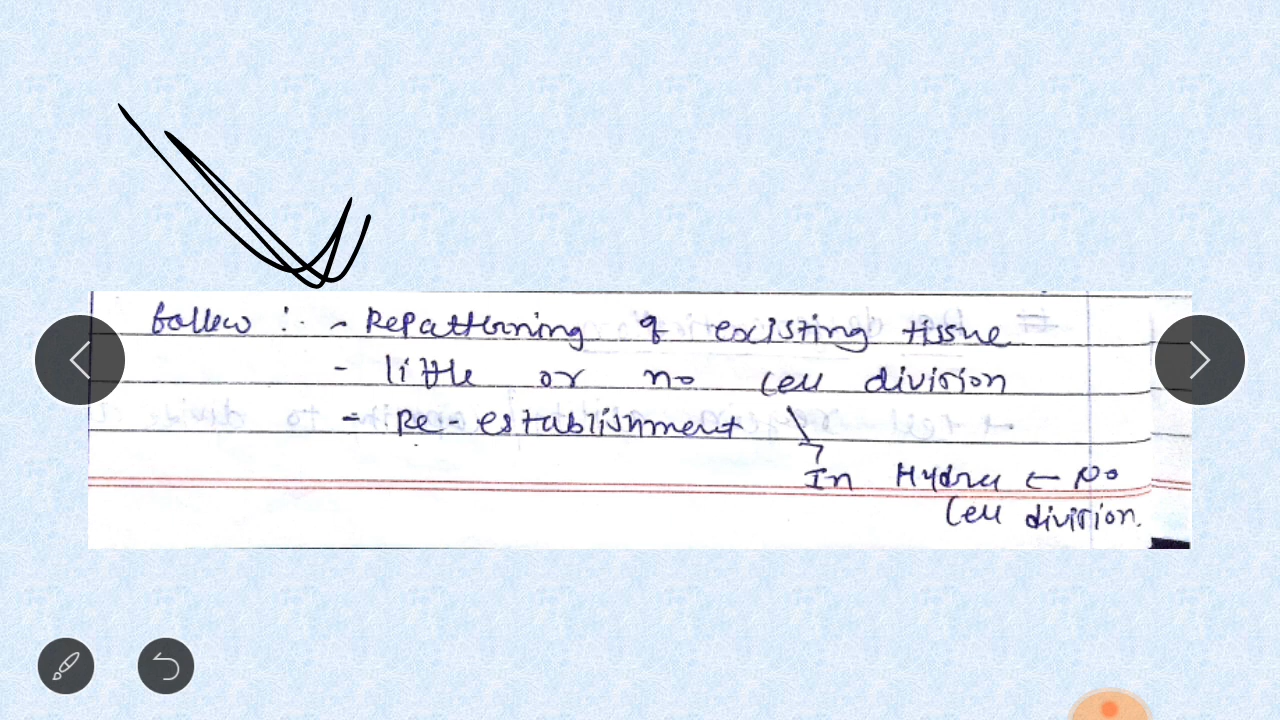 follow :- - Repatterning of existing tissue
- little or no cell division
- Re-establishment
In Hydra ← No
cell division.